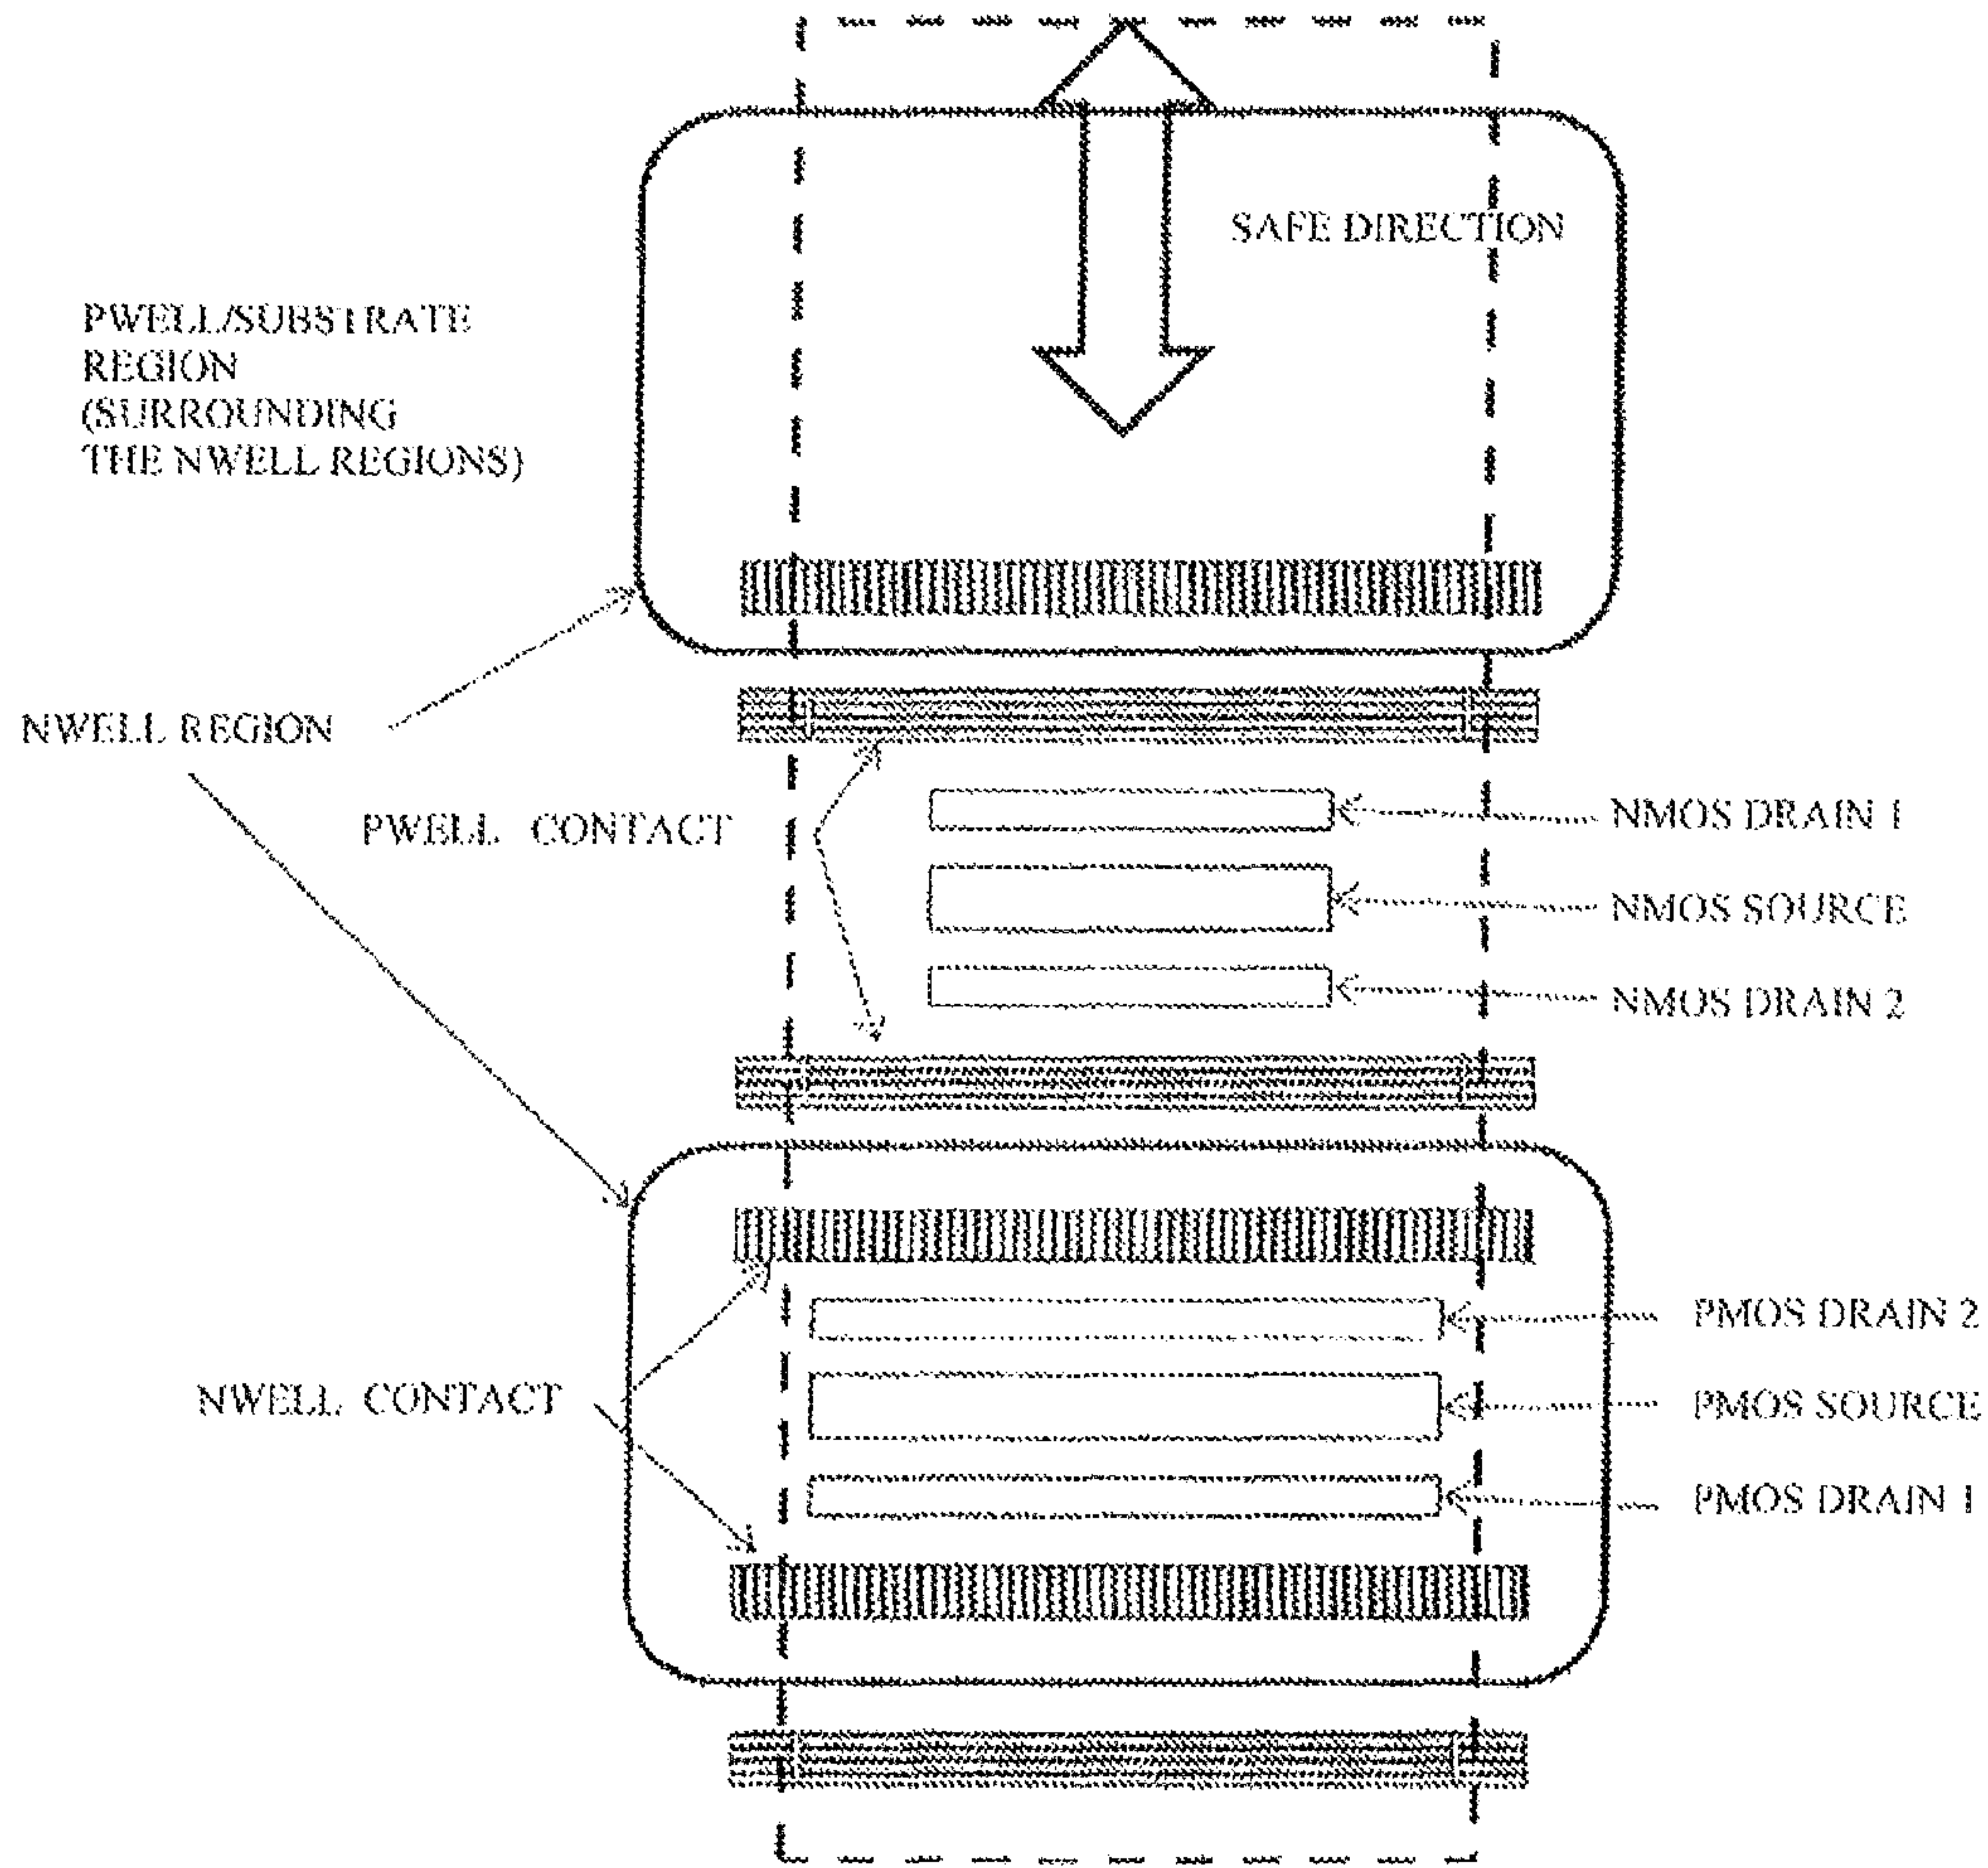 SAFE DIRECTION
PWELL/SUBSTRATE
REGION
(SURROUNDING
THE NWELL REGIONS)
NWELL REGION
PWELL CONTACT
NMOS DRAIN 1
NMOS SOURCE
NMOS DRAIN 2
NWELL CONTACT
PMOS DRAIN 2
PMOS SOURCE
PMOS DRAIN 1